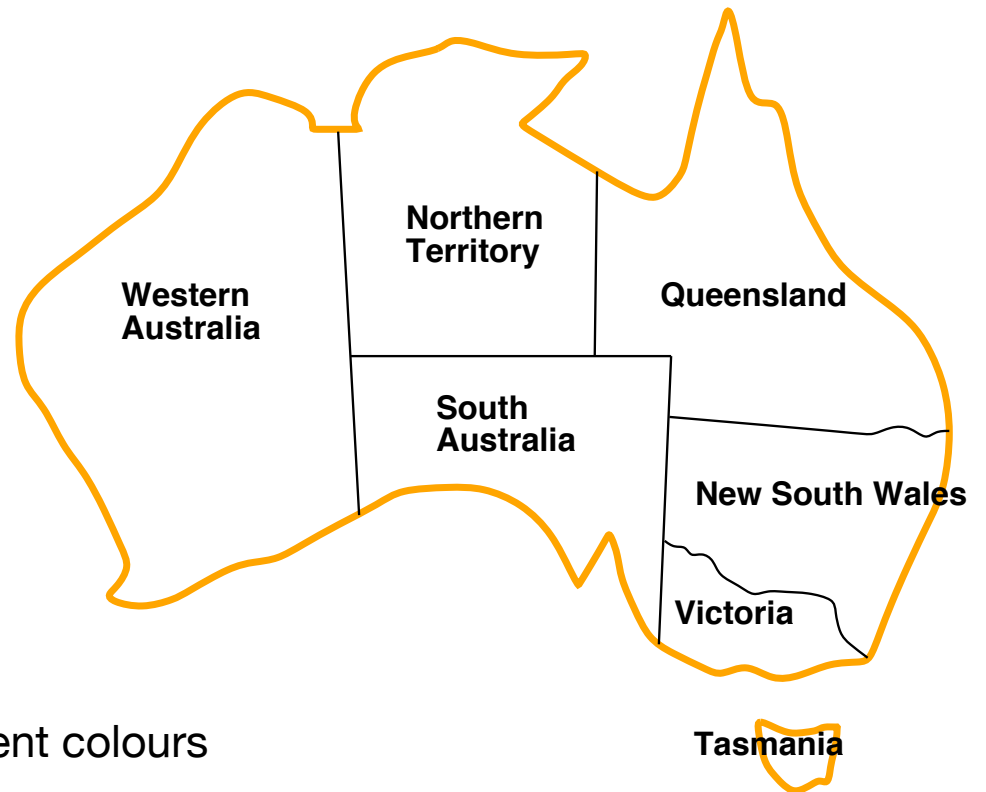 Northern
Territory
Western
Australia
Queensland
South
Australia
New South Wales
Victoria
ent colours
Tasmania